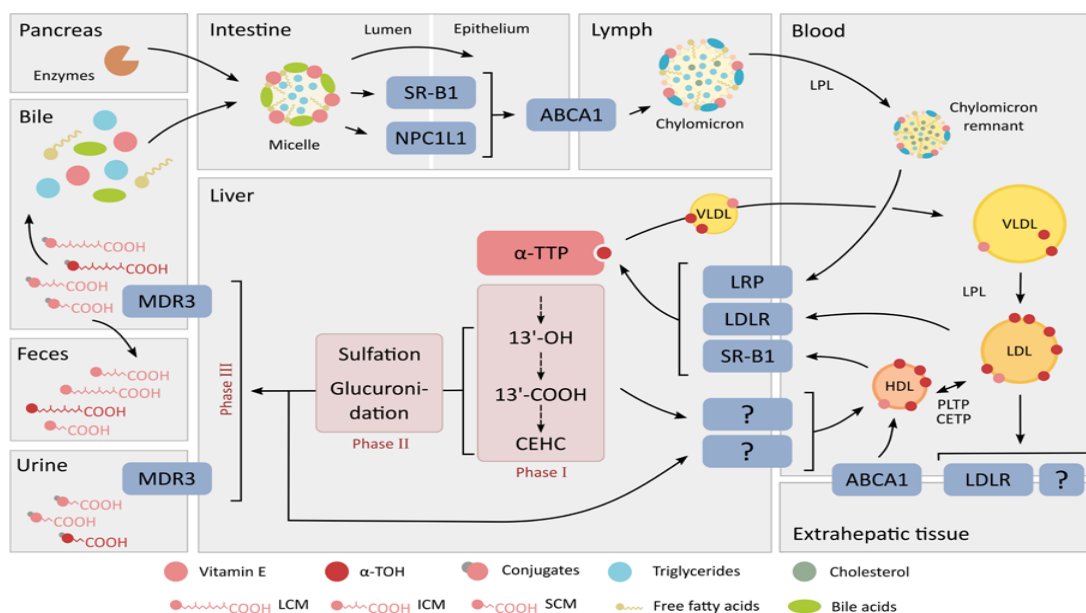 Pancreas
Enzymes
Intestine
Lumen
Epithelium
SR-B1
NPC1L1
Micelle
ABCA1
Lymph
Chylomicron
Blood
LPL
Chylomicron
remnant
Bile
COOH
COOH
COOH
COOH
MDR3
Feces
COOH
COOH
COOH
COOH
Urine
MDR3
COOH
COOH
COOH
Liver
α-TTP
VLDL
VLDL
LRP
LDLR
SR-B1
LPL
LDL
HDL
PLTP
CETP
Phase III
Sulfation
Glucuroni-
dation
Phase II
13'-OH
13'-COOH
CEHC
Phase I
?
?
ABCA1
LDLR
?
Extrahepatic tissue
Vitamin E
α-TOH
Conjugates
Triglycerides
Cholesterol
COOH LCM
COOH ICM
COOH SCM
Free fatty acids
Bile acids